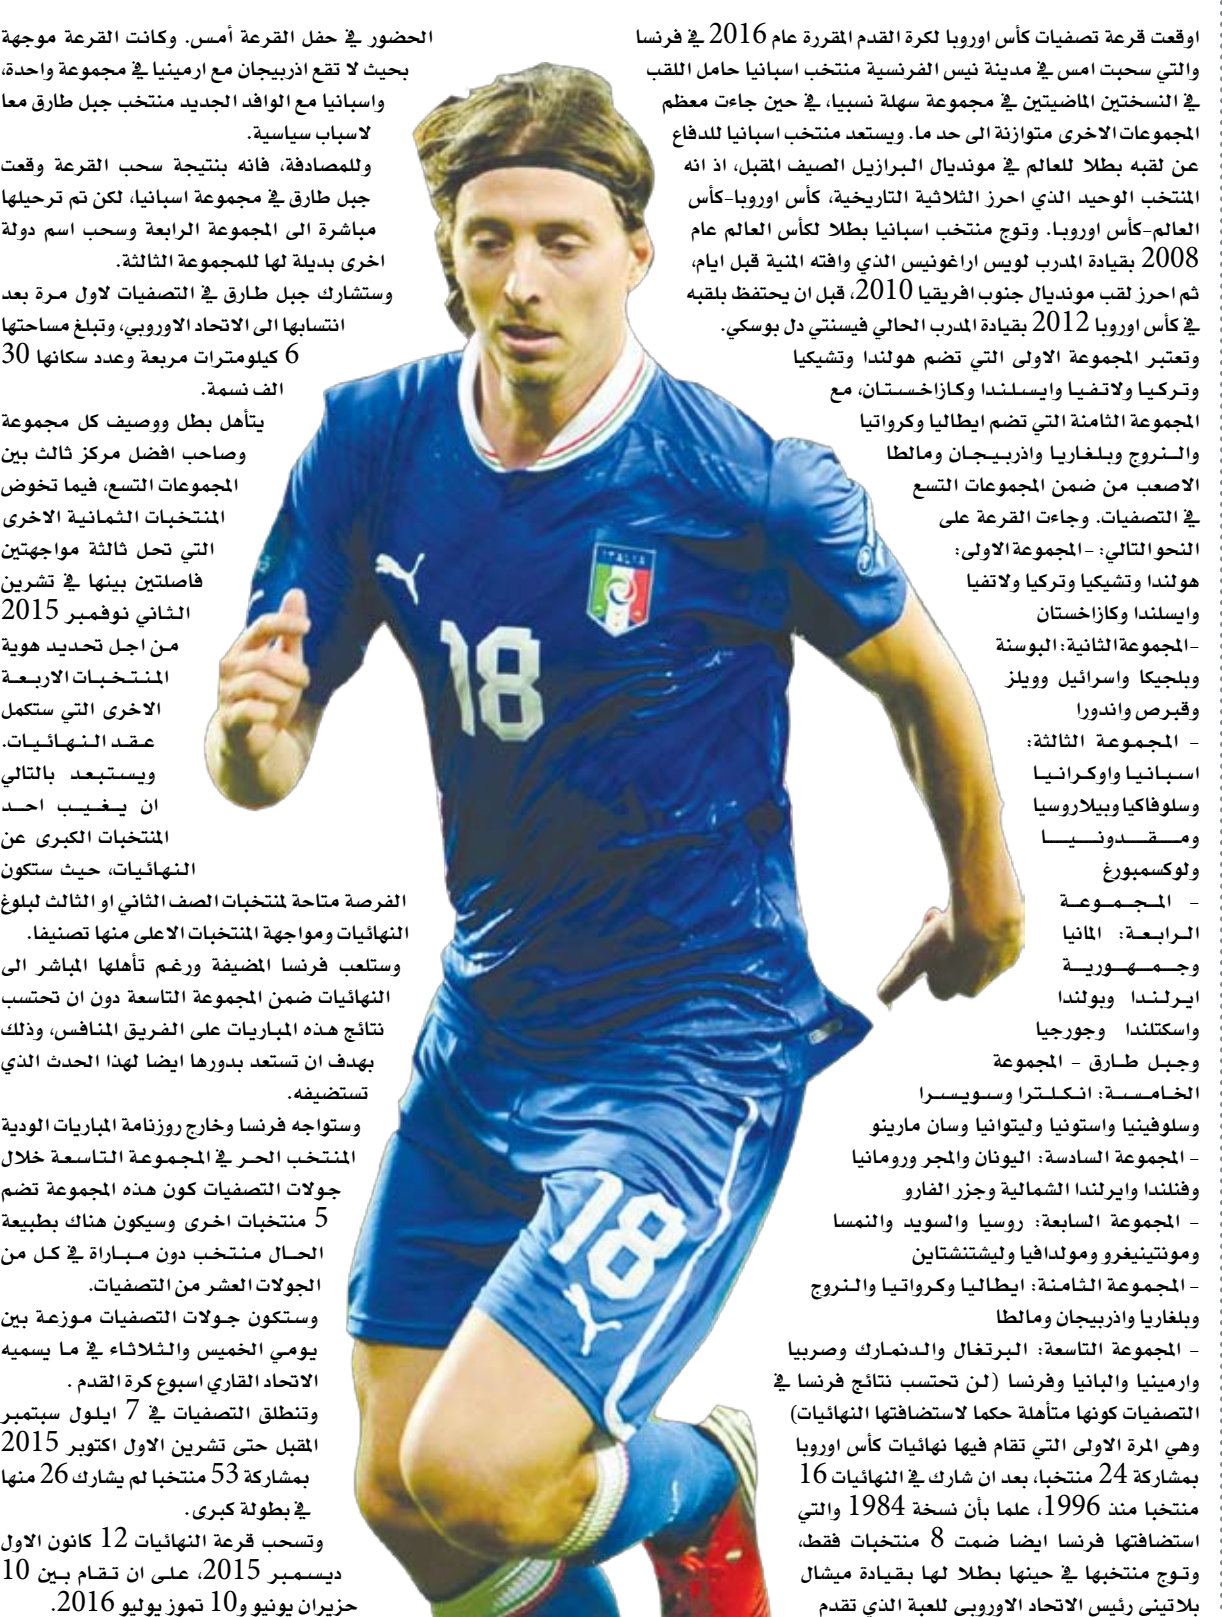 اوقعت قرعة تصفيات كأس اوروبا لكرة القدم المقررة عام 2016 في فرنسا
والتي سحبت امس في مدينة نيس الفرنسية منتخب اسبانيا حامل اللقب
في النسختين الماضيتين في مجموعة سهلة نسبيا، في حين جاءت معظم
المجموعات الاخرى متوازنة الى حد ما. ويستعد منتخب اسبانيا للدفاع
عن لقبه بطلا للعالم في مونديال البرازيل الصيف المقبل، اذ انه
المنتخب الوحيد الذي احرز الثلاثية التاريخية، كأس اوروبا-كأس
العالم-كأس اوروبا. وتوج منتخب اسبانيا بطلا لكأس العالم عام
2008 بقيادة المدرب لويس اراغونيس الذي وافته المنية قبل ايام،
ثم احرز لقب مونديال جنوب افريقيا 2010، قبل ان يحتفظ بلقبه
في كأس اوروبا 2012 بقيادة المدرب الحالي فيسنتي دل بوسكي.
وتعتبر المجموعة الاولى التي تضم هولندا وتشيكيا
وتركيا ولاتفيا وايسلندا وكازاخستان، مع
المجموعة الثامنة التي تضم ايطاليا وكرواتيا
والنروج وبلغاريا واذربيجان ومالطا
الاصعب من ضمن المجموعات التسع
في التصفيات. وجاءت القرعة على
النحو التالي: -المجموعة الاولى:
هولندا وتشيكيا وتركيا ولاتفيا
وايسلندا وكازاخستان
-المجموعة الثانية: البوسنة
وبلجيكا واسرائيل وويلز
وقبرص واندورا
- المجموعة الثالثة:
اسبانيا واوكرانيا
وسلوفاكيا وبيلاروسيا
ومقدونيا
ولوكسمبورغ
- المجموعة
الرابعة: المانيا
وجمهورية
ايرلندا وبولندا
واسكتلندا وجورجيا
وجبل طارق - المجموعة
الخامسة: انكلترا وسويسرا
وسلوفينيا واستونيا وليتوانيا وسان مارينو
- المجموعة السادسة: اليونان والمجر ورومانيا
وفنلندا وايرلندا الشمالية وجزر الفارو
- المجموعة السابعة: روسيا والسويد والنمسا
ومونتينيغرو ومولدافيا وليشتنشتاين
- المجموعة الثامنة: ايطاليا وكرواتيا والنروج
وبلغاريا واذربيجان ومالطا
- المجموعة التاسعة: البرتغال والدنمارك وصربيا
وارمينيا والبانيا وفرنسا (لن تحتسب نتائج فرنسا في
التصفيات كونها متأهلة حكما لاستضافتها النهائيات)
وهي المرة الاولى التي تقام فيها نهائيات كأس اوروبا
بمشاركة 24 منتخبا، بعد ان شارك في النهائيات 16
منتخبا منذ 1996، علما بأن نسخة 1984 والتي
استضافتها فرنسا ايضا ضمت 8 منتخبات فقط،
وتوج منتخبها في حينها بطلا لها بقيادة ميشال
بلاتيني رئيس الاتحاد الاوروبي للعبة الذي تقدم
الحضور في حفل القرعة أمس. وكانت القرعة موجهة
بحيث لا تقع اذربيجان مع ارمينيا في مجموعة واحدة،
واسبانيا مع الوافد الجديد منتخب جبل طارق معا
لاسباب سياسية.
وللمصادفة، فانه بنتيجة سحب القرعة وقعت
جبل طارق في مجموعة اسبانيا، لكن تم ترحيلها
مباشرة الى المجموعة الرابعة وسحب اسم دولة
اخرى بديلة لها للمجموعة الثالثة.
وستشارك جبل طارق في التصفيات لاول مرة بعد
انتسابها الى الاتحاد الاوروبي، وتبلغ مساحتها
6 كيلومترات مربعة وعدد سكانها 30
الف نسمة.
يتأهل بطل ووصيف كل مجموعة
وصاحب افضل مركز ثالث بين
المجموعات التسع، فيما تخوض
المنتخبات الثمانية الاخرى
التي تحل ثالثة مواجهتين
فاصلتين بينها في تشرين
الثاني نوفمبر 2015
من اجل تحديد هوية
المنتخبات الاربعة
الاخرى التي ستكمل
عقد النهائيات.
ويستبعد بالتالي
ان يغيب احد
المنتخبات الكبرى عن
النهائيات، حيث ستكون
الفرصة متاحة لمنتخبات الصف الثاني او الثالث لبلوغ
النهائيات ومواجهة المنتخبات الاعلى منها تصنيفا.
وستلعب فرنسا المضيفة ورغم تأهلها المباشر الى
النهائيات ضمن المجموعة التاسعة دون ان تحتسب
نتائج هذه المباريات على الفريق المنافس، وذلك
بهدف ان تستعد بدورها ايضا لهذا الحدث الذي
تستضيفه.
وستواجه فرنسا وخارج روزنامة المباريات الودية
المنتخب الحر في المجموعة التاسعة خلال
جولات التصفيات كون هذه المجموعة تضم
5 منتخبات اخرى وسيكون هناك بطبيعة
الحال منتخب دون مباراة في كل من
الجولات العشر من التصفيات.
وستكون جولات التصفيات موزعة بين
يومي الخميس والثلاثاء في ما يسميه
الاتحاد القاري اسبوع كرة القدم .
وتنطلق التصفيات في 7 ايلول سبتمبر
المقبل حتى تشرين الاول اكتوبر 2015
بمشاركة 53 منتخبا لم يشارك 26 منها
في بطولة كبرى.
وتسحب قرعة النهائيات 12 كانون الاول
ديسمبر 2015، على ان تقام بين 10
حزيران يونيو و10 تموز يوليو 2016.
ITALIA
18
18